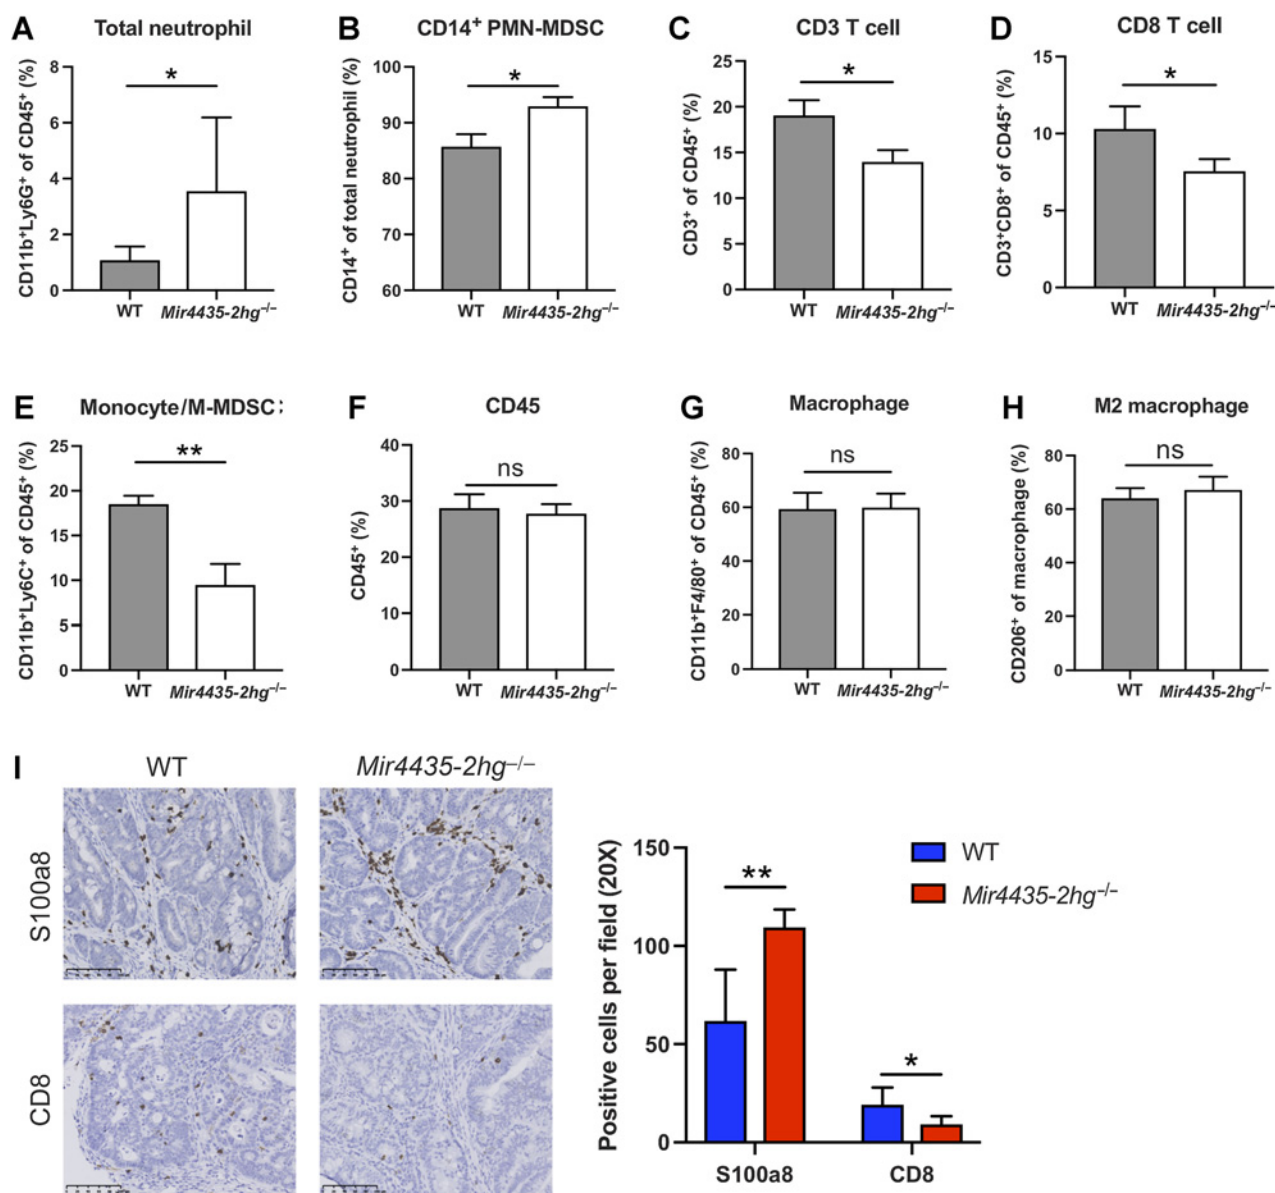 A Total neutrophil
CD11b⁺Ly6G⁺ of CD45⁺ (%)
8
6
4
2
0
*
WT Mir4435-2hg⁻/⁻
B CD14⁺ PMN-MDSC
CD14⁺ of total neutrophil (%)
100
90
80
70
60
*
WT Mir4435-2hg⁻/⁻
C CD3 T cell
CD3⁺ of CD45⁺ (%)
25
20
15
10
5
0
*
WT Mir4435-2hg⁻/⁻
D CD8 T cell
CD3⁺CD8⁺ of CD45⁺ (%)
15
10
5
0
*
WT Mir4435-2hg⁻/⁻
E Monocyte/M-MDSC
CD11b⁺Ly6C⁺ of CD45⁺ (%)
25
20
15
10
5
0
**
WT Mir4435-2hg⁻/⁻
F CD45
CD45⁺ (%)
40
30
20
10
0
ns
WT Mir4435-2hg⁻/⁻
G Macrophage
CD11b⁺F4/80⁺ of CD45⁺ (%)
80
60
40
20
0
ns
WT Mir4435-2hg⁻/⁻
H M2 macrophage
CD206⁺ of macrophage (%)
80
60
40
20
0
ns
WT Mir4435-2hg⁻/⁻
I WT Mir4435-2hg⁻/⁻
S100a8
CD8
Positive cells per field (20X)
150
100
50
0
**
*
S100a8 CD8
WT
Mir4435-2hg⁻/⁻